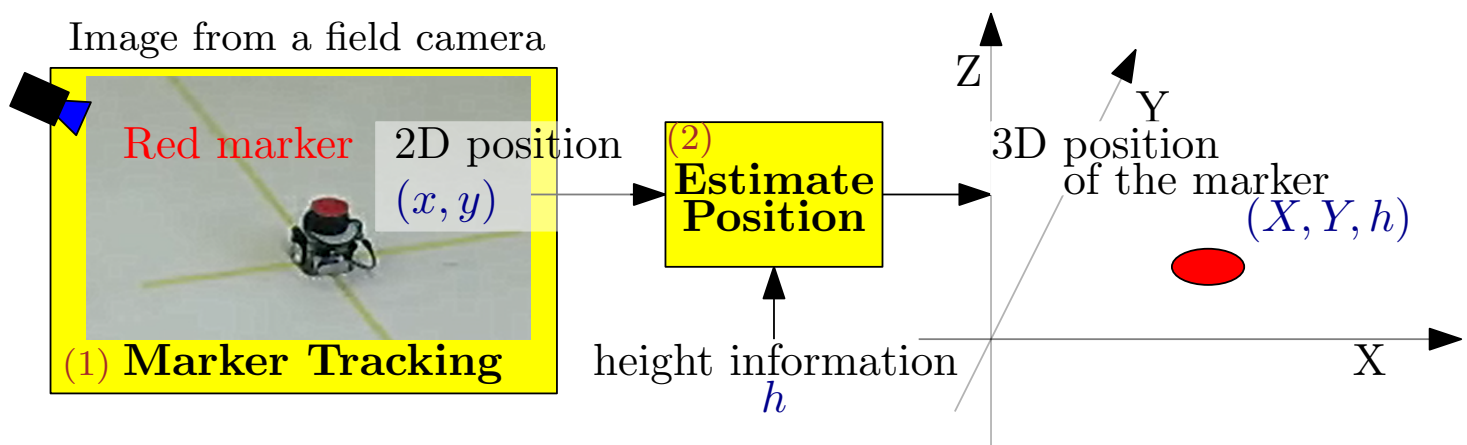 Image from a field camera
Red marker
2D position
(x, y)
(1) Marker Tracking
(2)
Estimate
Position
height information
h
Z
Y
3D position
of the marker
(X, Y, h)
X